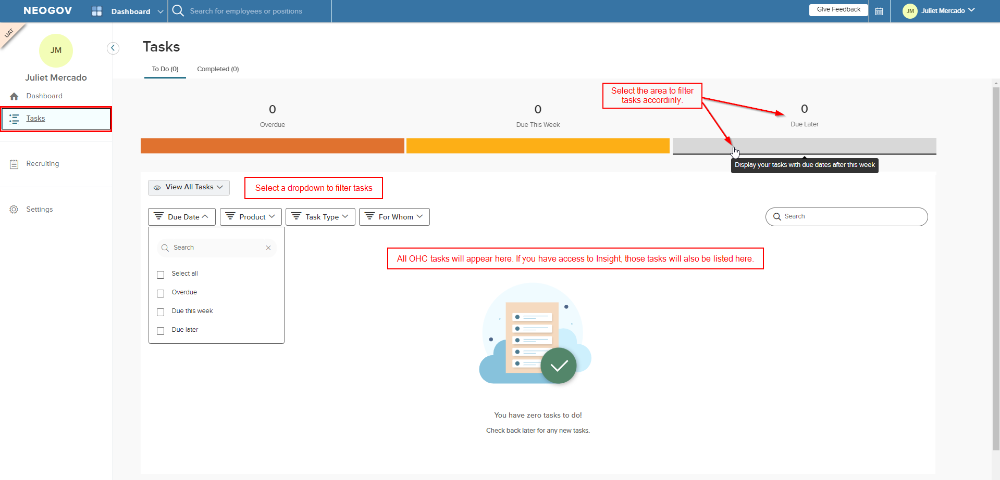 NEOGOV
Dashboard
Search for employees or positions
Give Feedback
JM
Juliet Mercado
UAT
JM
Juliet Mercado
Dashboard
Tasks
Recruiting
Settings
Tasks
To Do (0)
Completed (0)
Select the area to filter
tasks accordinly.
0
Overdue
0
Due This Week
0
Due Later
Display your tasks with due dates after this week
View All Tasks
Select a dropdown to filter tasks
Due Date
Product
Task Type
For Whom
Search
Search
Select all
Overdue
Due this week
Due later
All OHC tasks will appear here. If you have access to Insight, those tasks will also be listed here.
You have zero tasks to do!
Check back later for any new tasks.